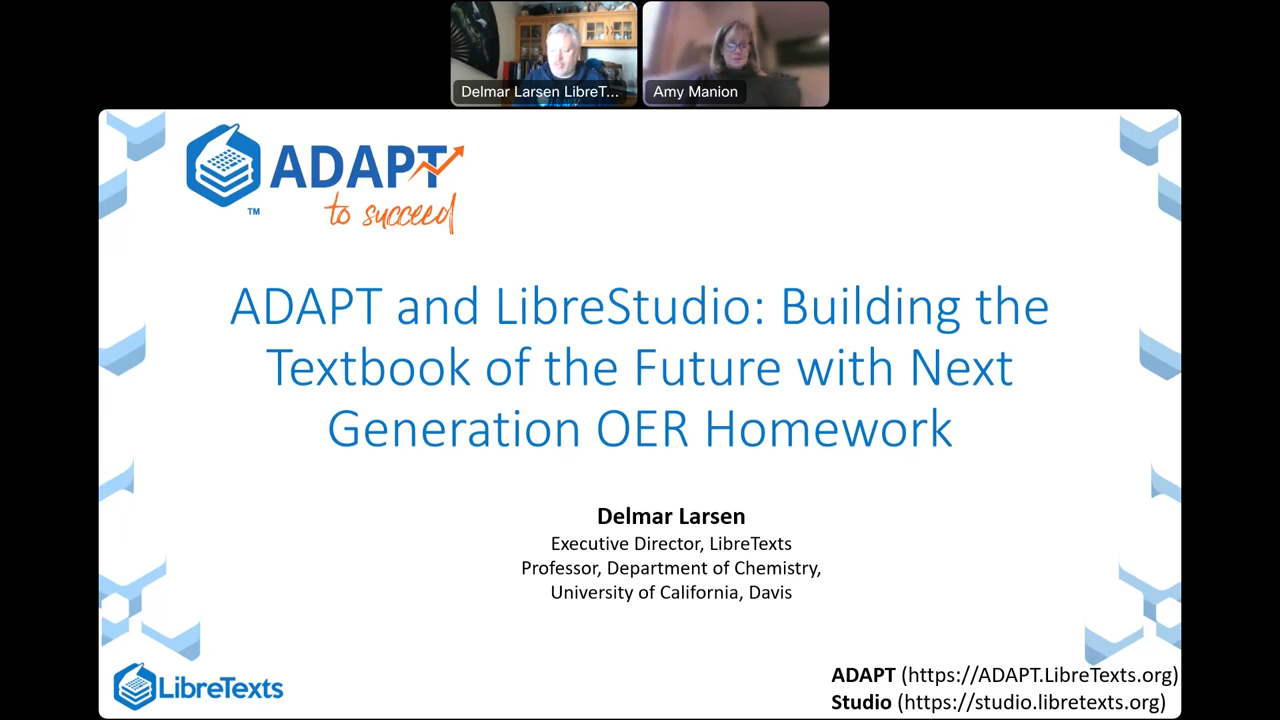 Delmar Larsen LibreT...
Amy Manion
ADAPT
TM
to succeed
ADAPT and LibreStudio: Building the
Textbook of the Future with Next
Generation OER Homework
Delmar Larsen
Executive Director, LibreTexts
Professor, Department of Chemistry,
University of California, Davis
LibreTexts
ADAPT (https://ADAPT.LibreTexts.org)
Studio (https://studio.libretexts.org)